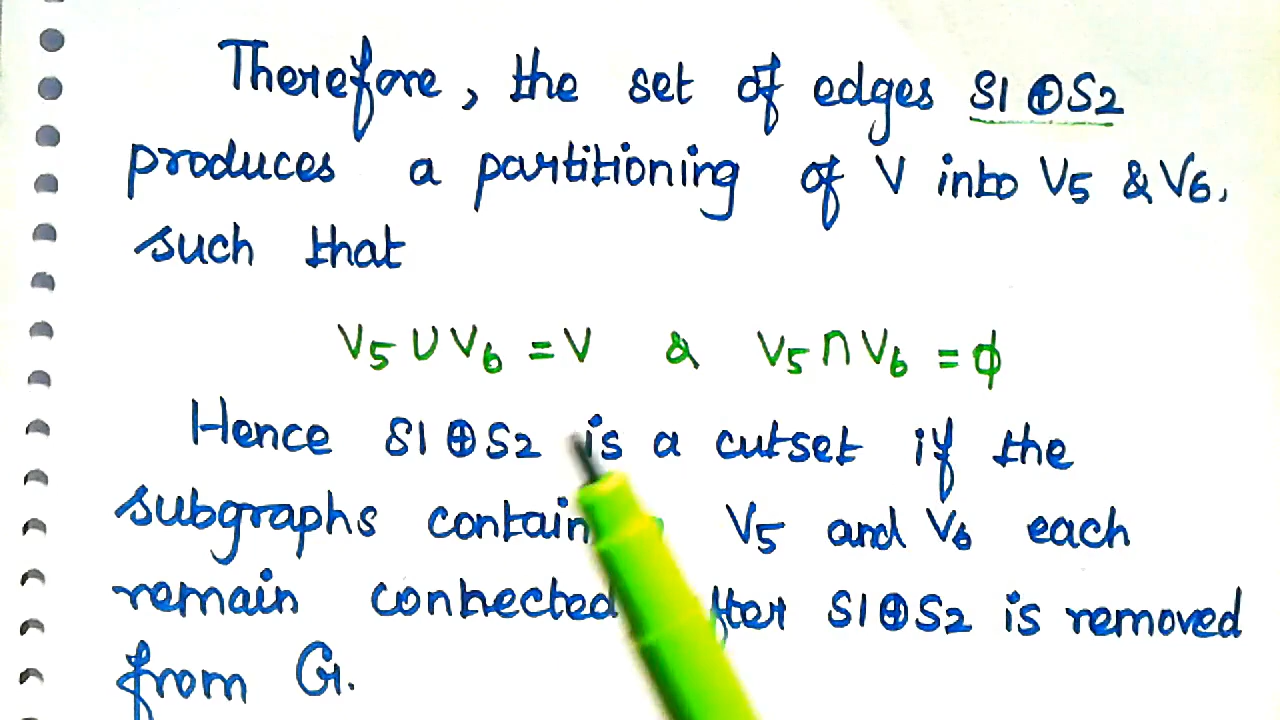 Therefore, the set of edges S1 ⊕ S2
produces a partitioning of V into V5 & V6,
such that
V5 ∪ V6 = V & V5 ∩ V6 = ϕ
Hence S1 ⊕ S2 is a cutset if the
subgraphs V5 and V6 each
remain connected S1 ⊕ S2 is removed
from G.